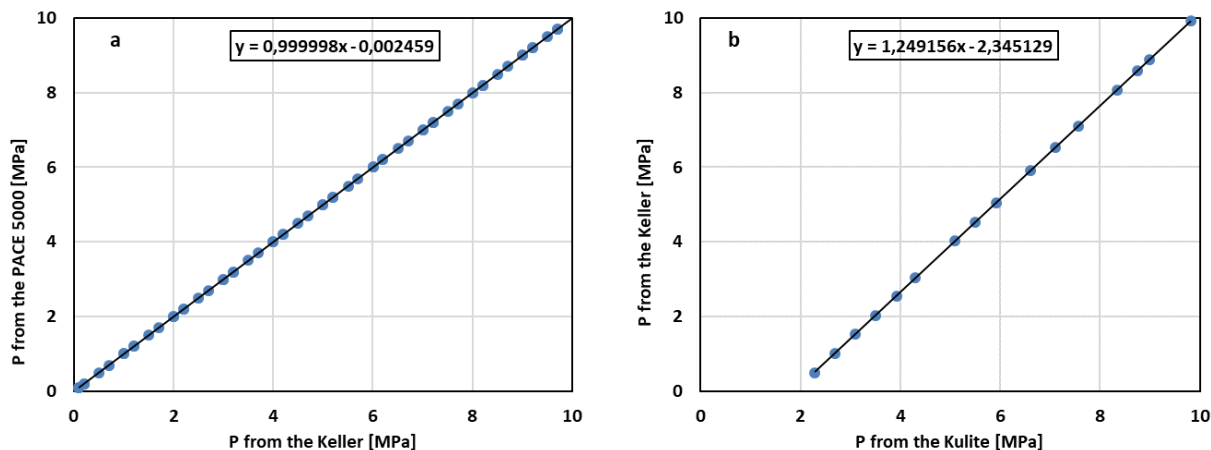 a
y = 0,999998x - 0,002459
P from the PACE 5000 [MPa]
10
8
6
4
2
0
0 2 4 6 8 10
P from the Keller [MPa]
b
y = 1,249156x - 2,345129
P from the Keller [MPa]
10
8
6
4
2
0
0 2 4 6 8 10
P from the Kulite [MPa]